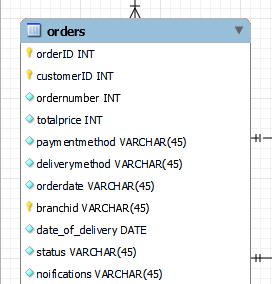 orders
orderID INT
customerID INT
ordernumber INT
totalprice INT
paymentmethod VARCHAR(45)
deliverymethod VARCHAR(45)
orderdate VARCHAR(45)
branchid VARCHAR(45)
date_of_delivery DATE
status VARCHAR(45)
noifications VARCHAR(45)